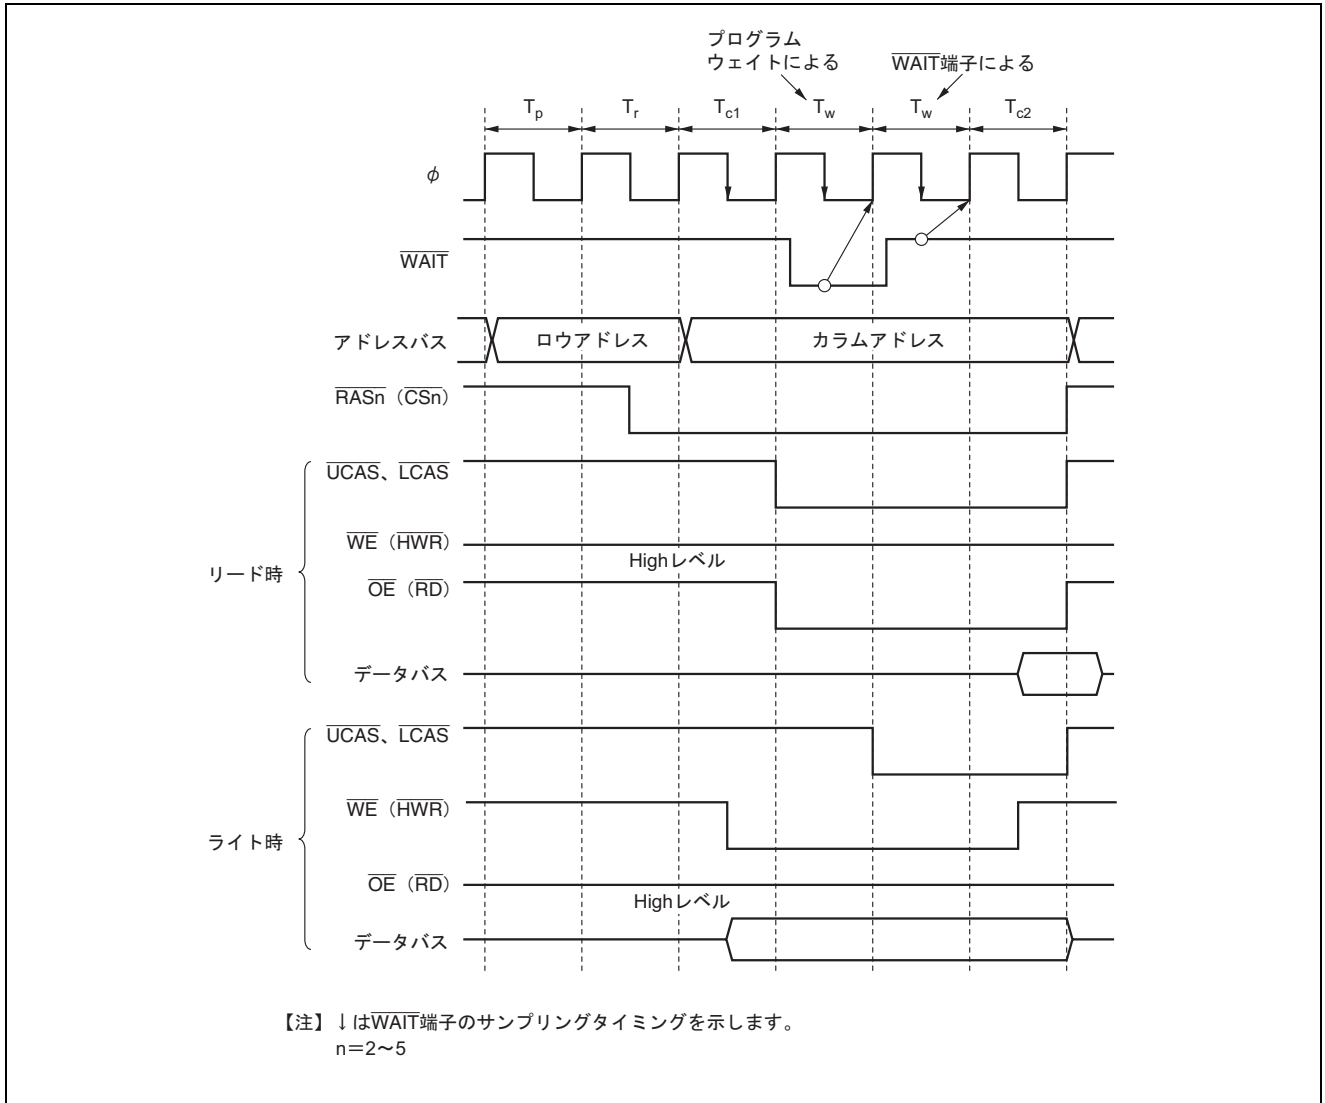 プログラム
ウェイトによる
WAIT端子による
Tp Tr Tc1 Tw Tw Tc2
φ
WAIT
アドレスバス ロウアドレス カラムアドレス
RASn（CSn）
リード時
UCAS、LCAS
WE（HWR）
Highレベル
OE（RD）
データバス
ライト時
UCAS、LCAS
WE（HWR）
OE（RD）
Highレベル
データバス
【注】↓はWAIT端子のサンプリングタイミングを示します。
n＝2～5